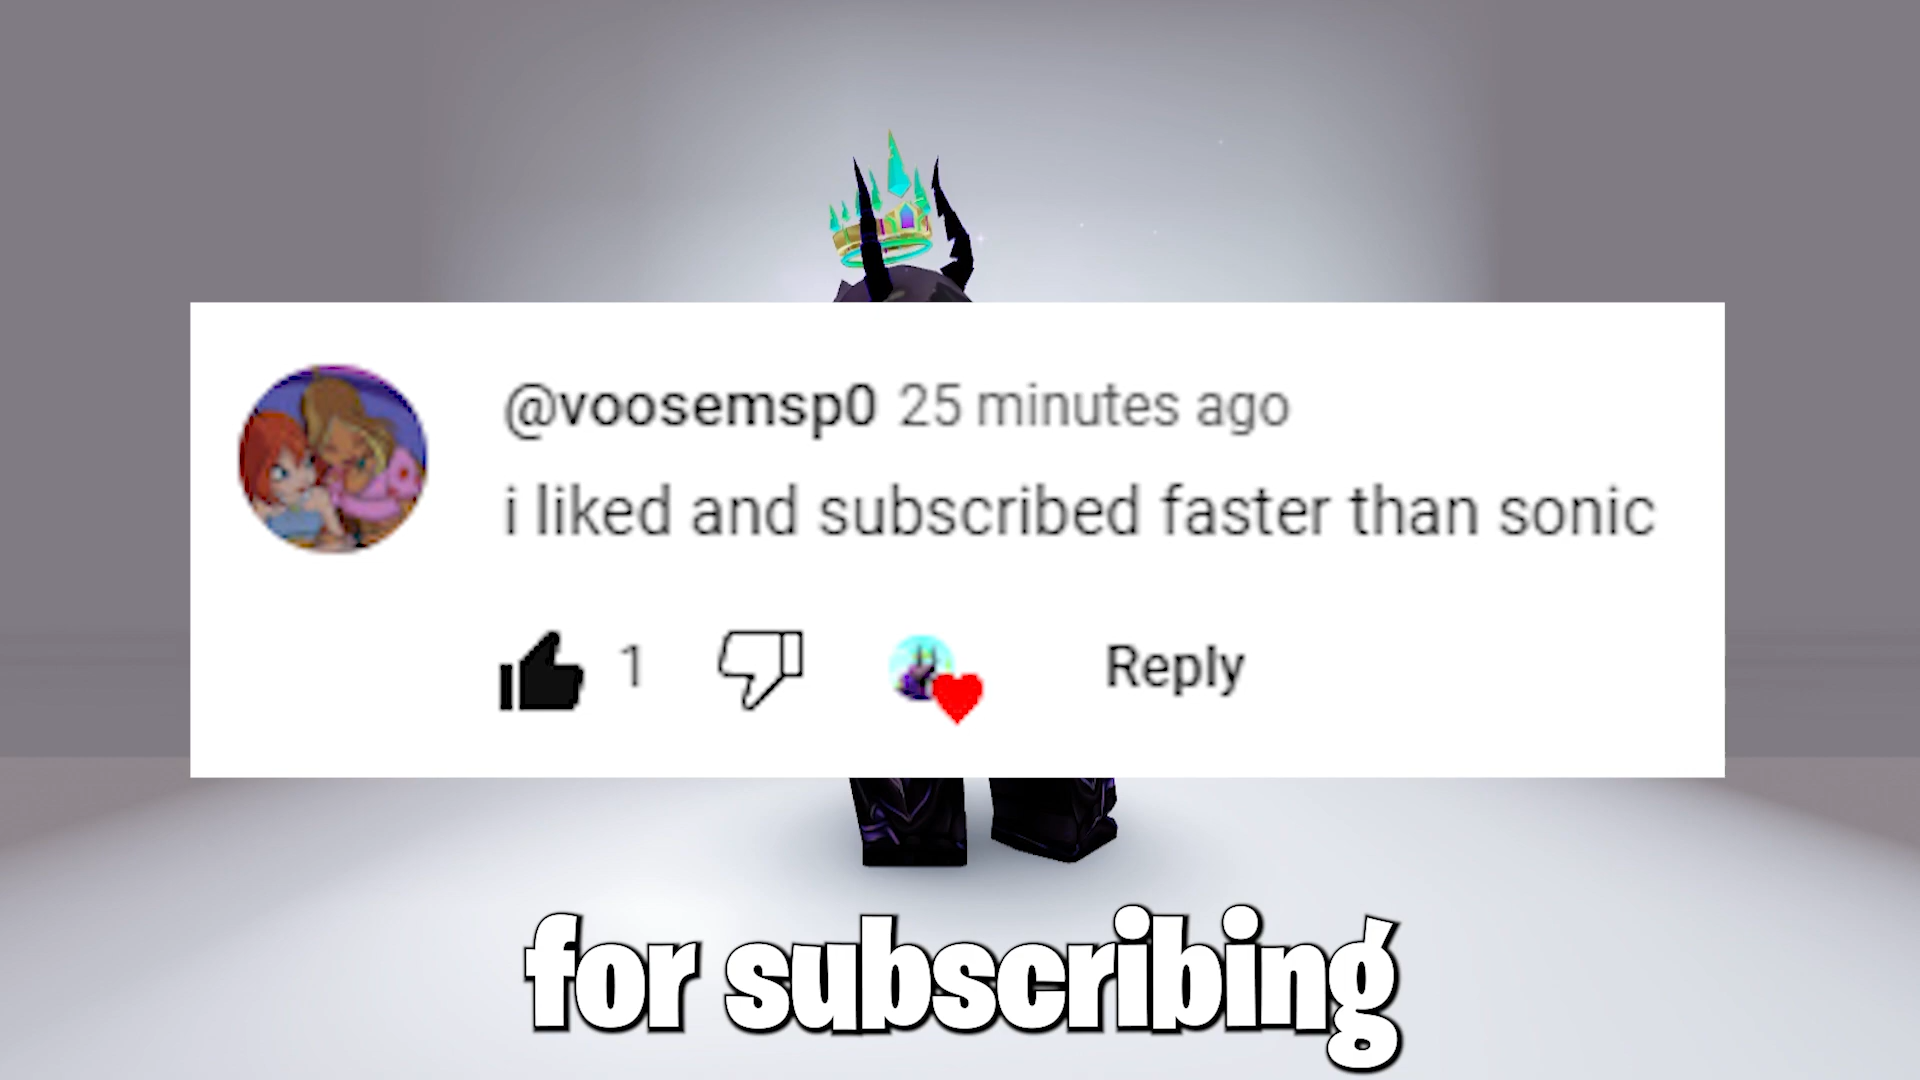 @voosemsp0 25 minutes ago
i liked and subscribed faster than sonic
1 Reply
for subscribing